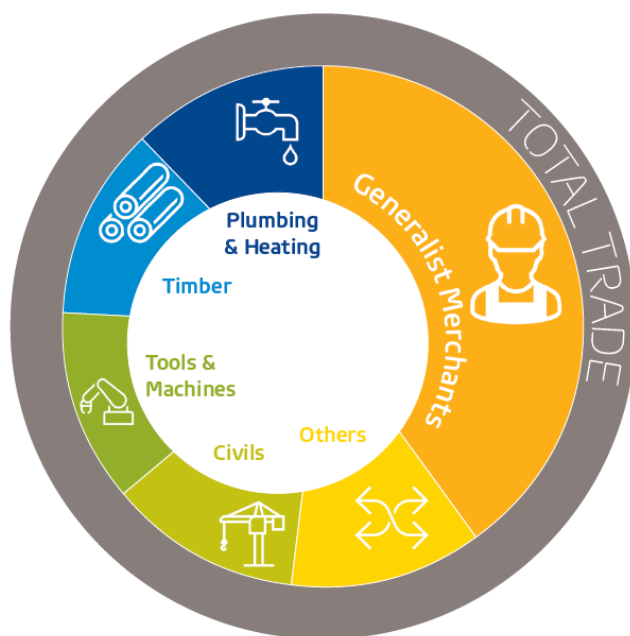 TOTAL TRADE
Generalist Merchants
Plumbing
& Heating
Timber
Tools &
Machines
Civils
Others